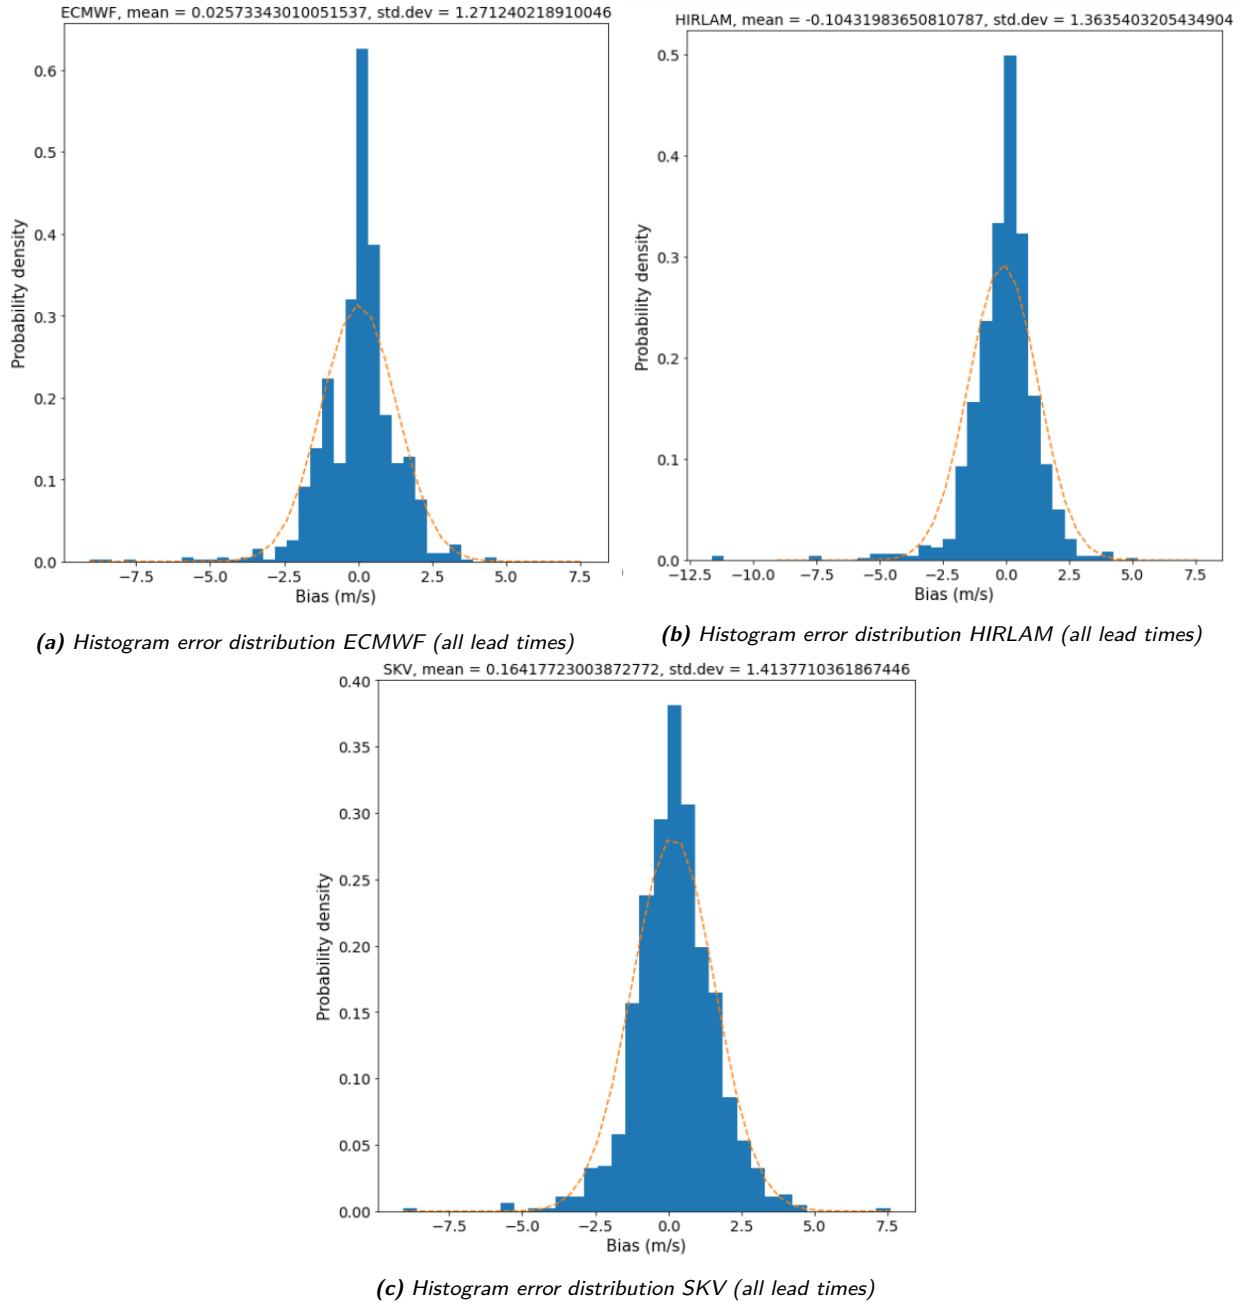 ECMWF, mean = 0.02573343010051537, std.dev = 1.271240218910046
0.6
0.5
0.4
0.3
0.2
0.1
0.0
Probability density
−7.5 −5.0 −2.5 0.0 2.5 5.0 7.5
Bias (m/s)
(a) Histogram error distribution ECMWF (all lead times)
HIRLAM, mean = -0.10431983650810787, std.dev = 1.3635403205434904
0.5
0.4
0.3
0.2
0.1
0.0
Probability density
−12.5 −10.0 −7.5 −5.0 −2.5 0.0 2.5 5.0 7.5
Bias (m/s)
(b) Histogram error distribution HIRLAM (all lead times)
SKV, mean = 0.16417723003872772, std.dev = 1.4137710361867446
0.40
0.35
0.30
0.25
0.20
0.15
0.10
0.05
0.00
Probability density
−7.5 −5.0 −2.5 0.0 2.5 5.0 7.5
Bias (m/s)
(c) Histogram error distribution SKV (all lead times)